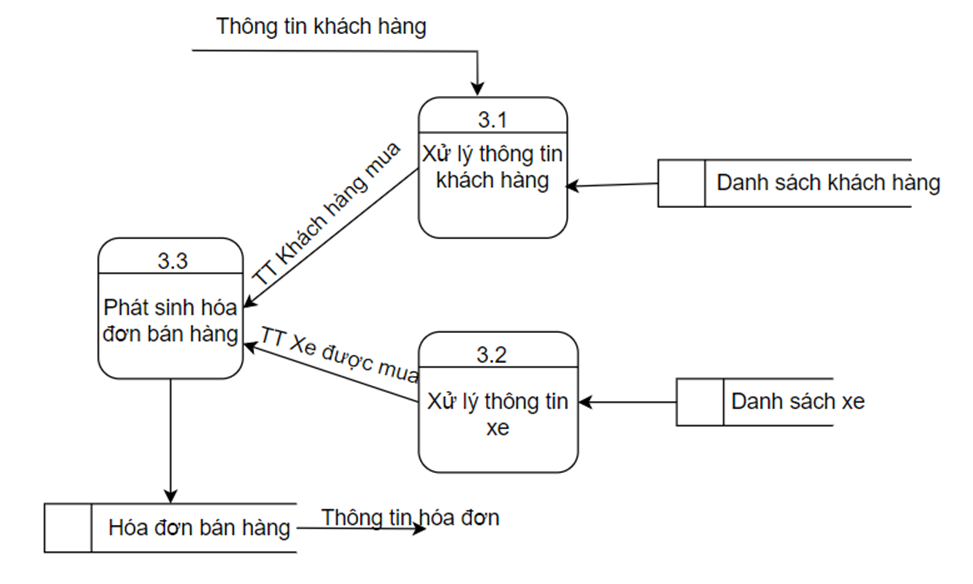 Thông tin khách hàng
3.1
Xử lý thông tin
khách hàng
Danh sách khách hàng
TT Khách hàng mua
3.3
Phát sinh hóa
đơn bán hàng
TT Xe được mua
3.2
Xử lý thông tin
xe
Danh sách xe
Hóa đơn bán hàng
Thông tin hóa đơn